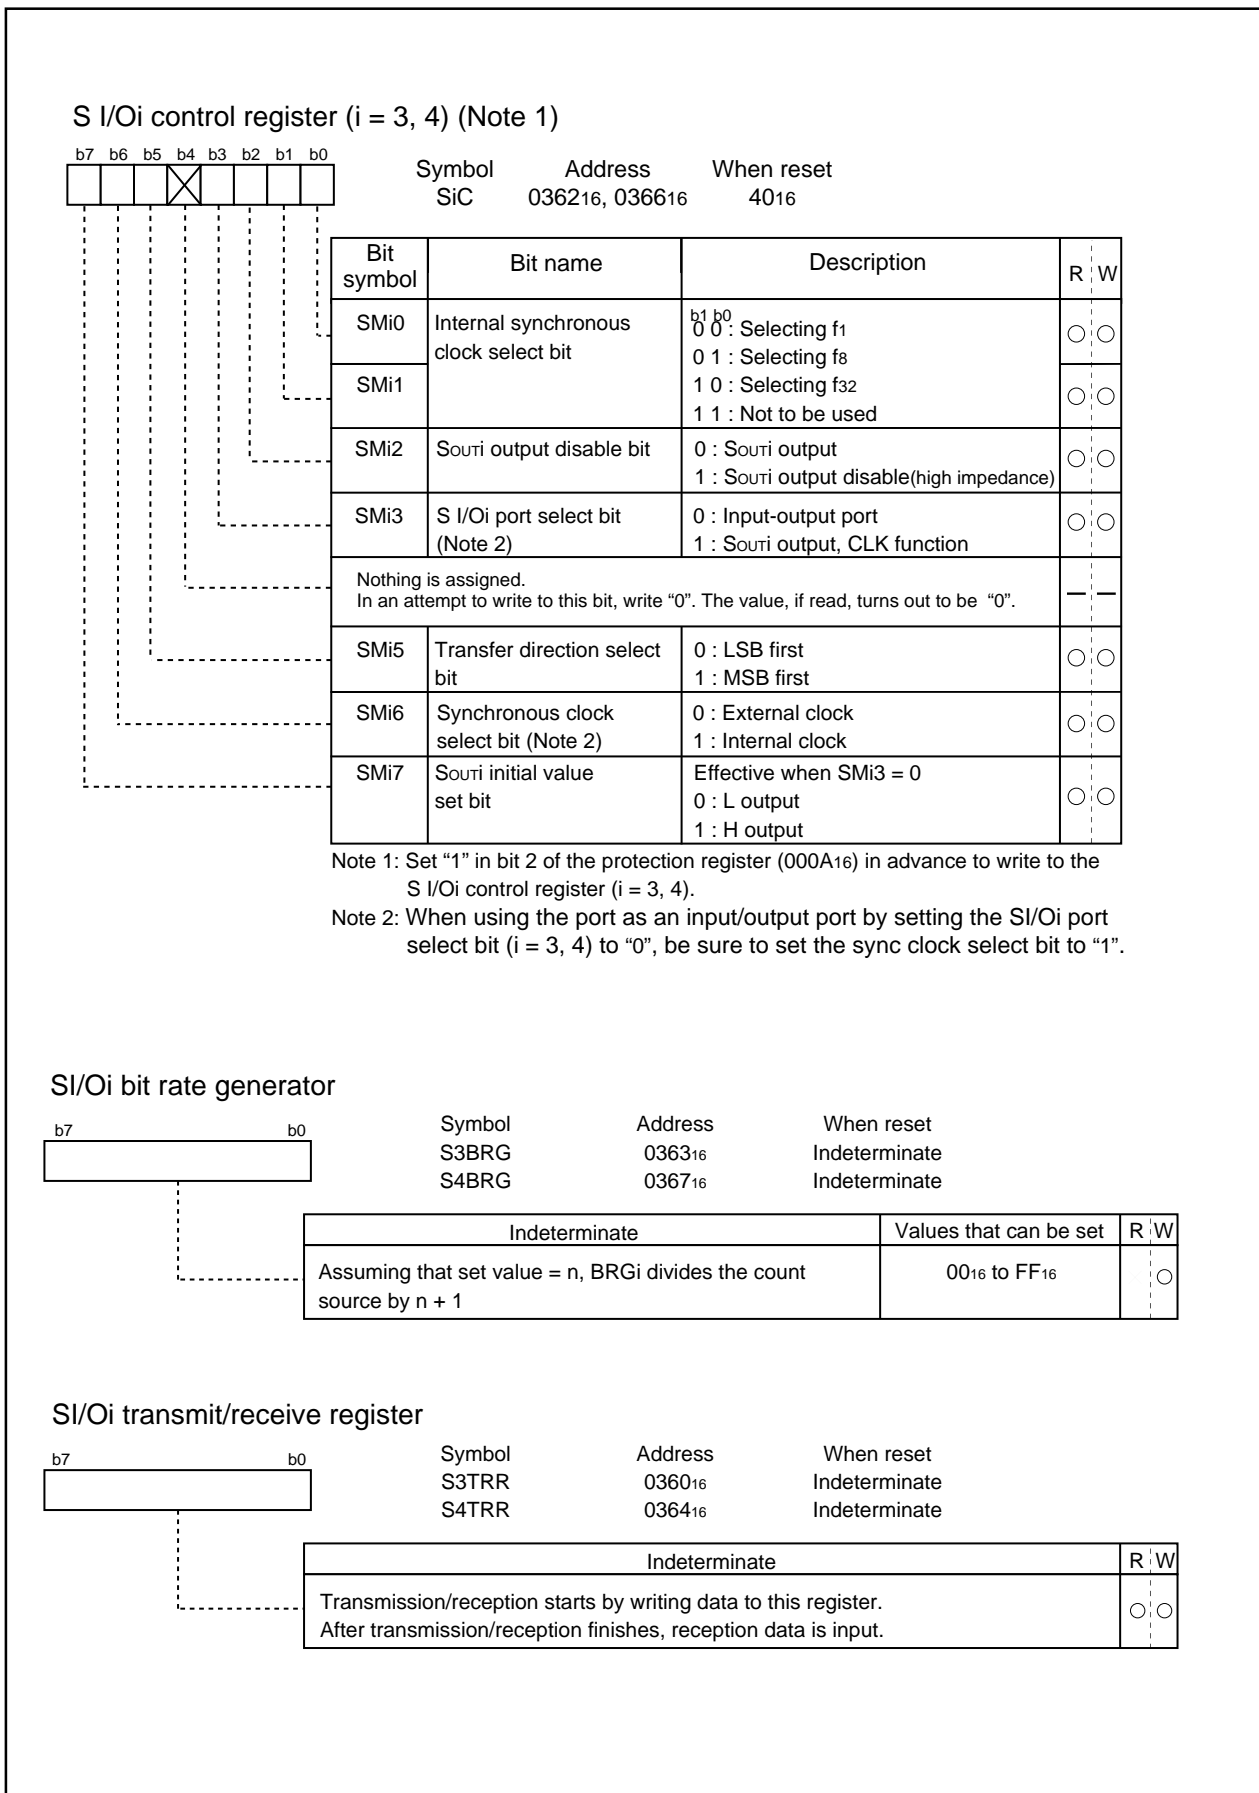 S I/Oi control register (i = 3, 4) (Note 1)
b7 b6 b5 b4 b3 b2 b1 b0
Symbol Address When reset
SiC 036216, 036616 4016
Bit symbol Bit name Description R W
SMi0 Internal synchronous clock select bit
b1 b0
0 0 : Selecting f1
0 1 : Selecting f8
SMi1 1 0 : Selecting f32
1 1 : Not to be used
SMi2 SOUTi output disable bit 0 : SOUTi output
1 : SOUTi output disable(high impedance)
SMi3 S I/Oi port select bit 0 : Input-output port
(Note 2) 1 : SOUTi output, CLK function
Nothing is assigned.
In an attempt to write to this bit, write “0”. The value, if read, turns out to be “0”.
SMi5 Transfer direction select 0 : LSB first
bit 1 : MSB first
SMi6 Synchronous clock 0 : External clock
select bit (Note 2) 1 : Internal clock
SMi7 SOUTi initial value Effective when SMi3 = 0
set bit 0 : L output
1 : H output
Note 1: Set “1” in bit 2 of the protection register (000A16) in advance to write to the
S I/Oi control register (i = 3, 4).
Note 2: When using the port as an input/output port by setting the SI/Oi port
select bit (i = 3, 4) to “0”, be sure to set the sync clock select bit to “1”.
SI/Oi bit rate generator
b7 b0
Symbol Address When reset
S3BRG 036316 Indeterminate
S4BRG 036716 Indeterminate
Indeterminate Values that can be set R W
Assuming that set value = n, BRGi divides the count 0016 to FF16
source by n + 1
SI/Oi transmit/receive register
b7 b0
Symbol Address When reset
S3TRR 036016 Indeterminate
S4TRR 036416 Indeterminate
Indeterminate R W
Transmission/reception starts by writing data to this register.
After transmission/reception finishes, reception data is input.